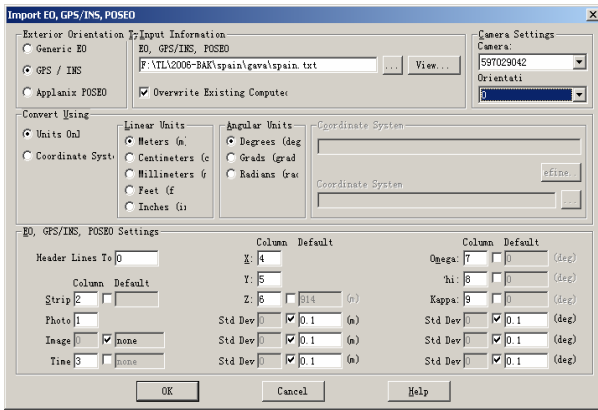 Import EO, GPS/INS, POSEO
Exterior Orientation T
Generic EO
GPS / INS
Applanix POSEO
Input Information
EO, GPS/INS, POSEO
F:\TL\2006-BAK\spain\gava\spain.txt
...
View...
Overwrite Existing Computec
Camera Settings
Camera:
597029042
Orientati
0
Convert Using
Units Onl
Coordinate Syst
Linear Units
Meters (m
Centimeters (c
Millimeters (
Feet (f
Inches (i
Angular Units
Degrees (deg
Grads (grad
Radians (rad
Coordinate System
efine..
Coordinate System
...
EO, GPS/INS, POSEO Settings
Header Lines To 0
Column Default
Strip 2
Photo 1
Image 0 none
Time 3 none
Column Default
X: 4
Y: 5
Z: 6 914 (m)
Std Dev 0 0.1 (m)
Std Dev 0 0.1 (m)
Std Dev 0 0.1 (m)
Column Default
Omega: 7 0 (deg)
'hi: 8 0 (deg)
Kappa: 9 0 (deg)
Std Dev 0 0.1 (deg)
Std Dev 0 0.1 (deg)
Std Dev 0 0.1 (deg)
OK
Cancel
Help